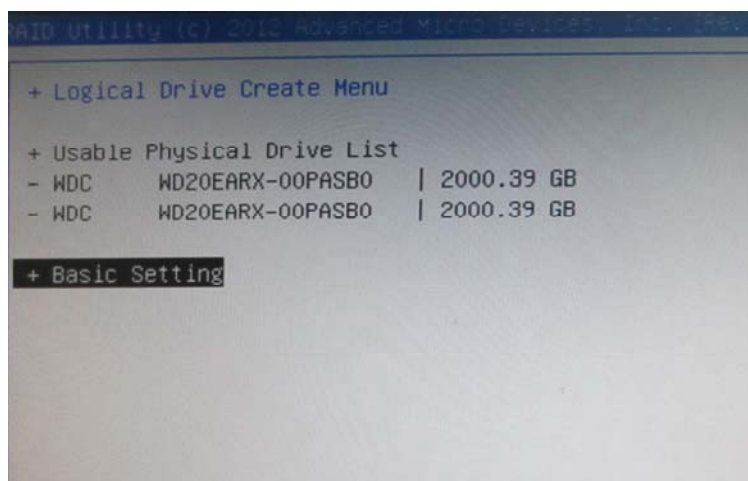 AID Utility (c) 2012 Advanced Micro Devices, Inc. [Rev
+ Logical Drive Create Menu
+ Usable Physical Drive List
- WDC WD20EARX-00PASB0 | 2000.39 GB
- WDC WD20EARX-00PASB0 | 2000.39 GB
+ Basic Setting